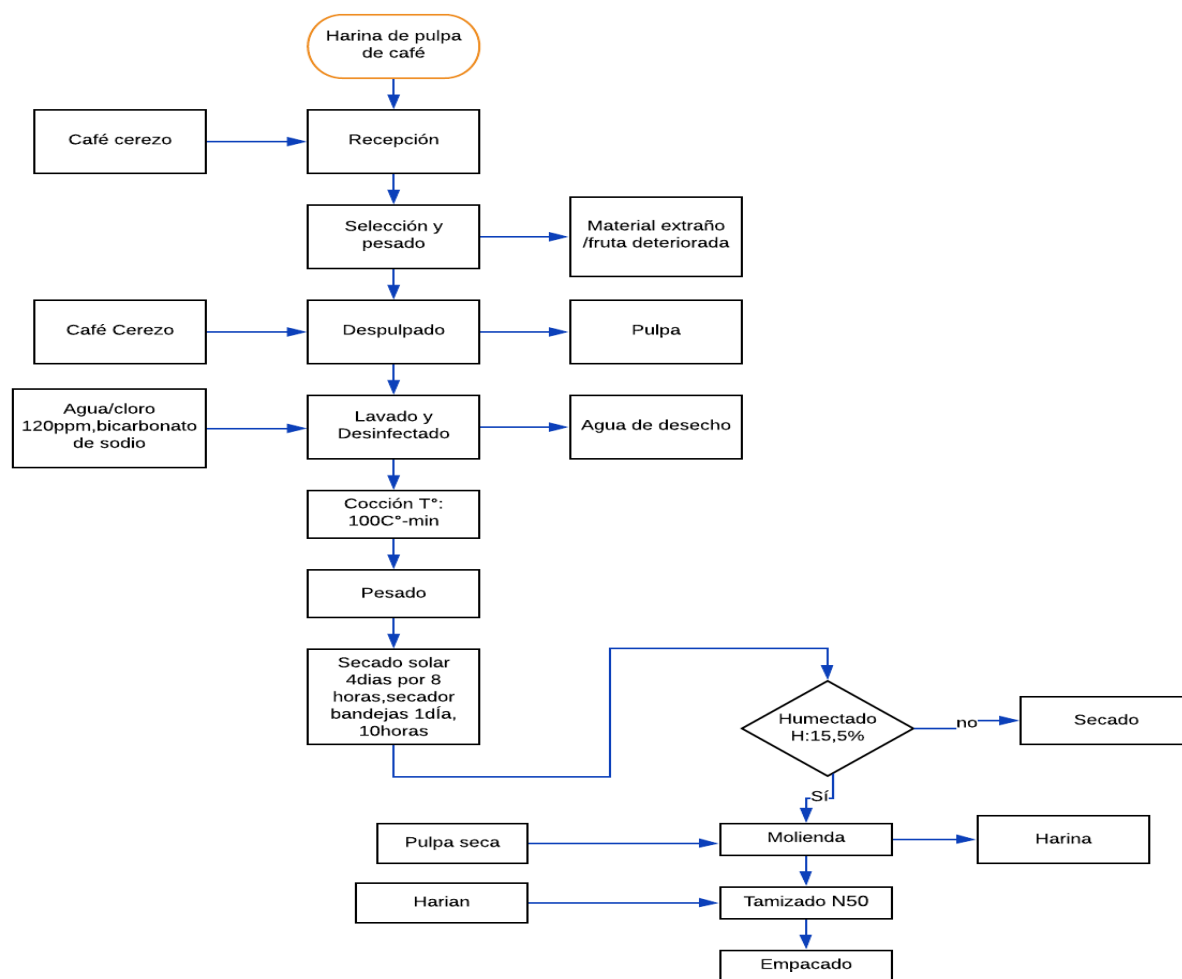 Harina de pulpa
de café
Café cerezo
Recepción
Selección y
pesado
Material extraño
/fruta deteriorada
Café Cerezo
Despulpado
Pulpa
Agua/cloro
120ppm,bicarbonato
de sodio
Lavado y
Desinfectado
Agua de desecho
Cocción T°:
100C°-min
Pesado
Secado solar
4dias por 8
horas,secador
bandejas 1dÍa,
10horas
Humectado
H:15,5%
no
Secado
Sí
Pulpa seca
Molienda
Harina
Harian
Tamizado N50
Empacado